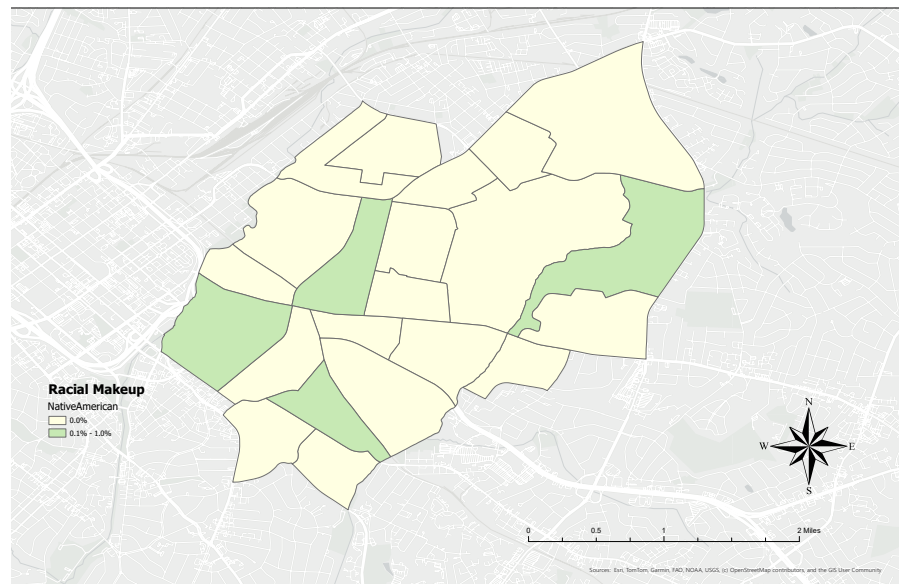 Racial Makeup
NativeAmerican
0.0%
0.1% - 1.0%
N
W
E
S
0 0.5 1 2 Miles
Sources: Esri, TomTom, Garmin, FAO, NOAA, USGS, (c) OpenStreetMap contributors, and the GIS User Community